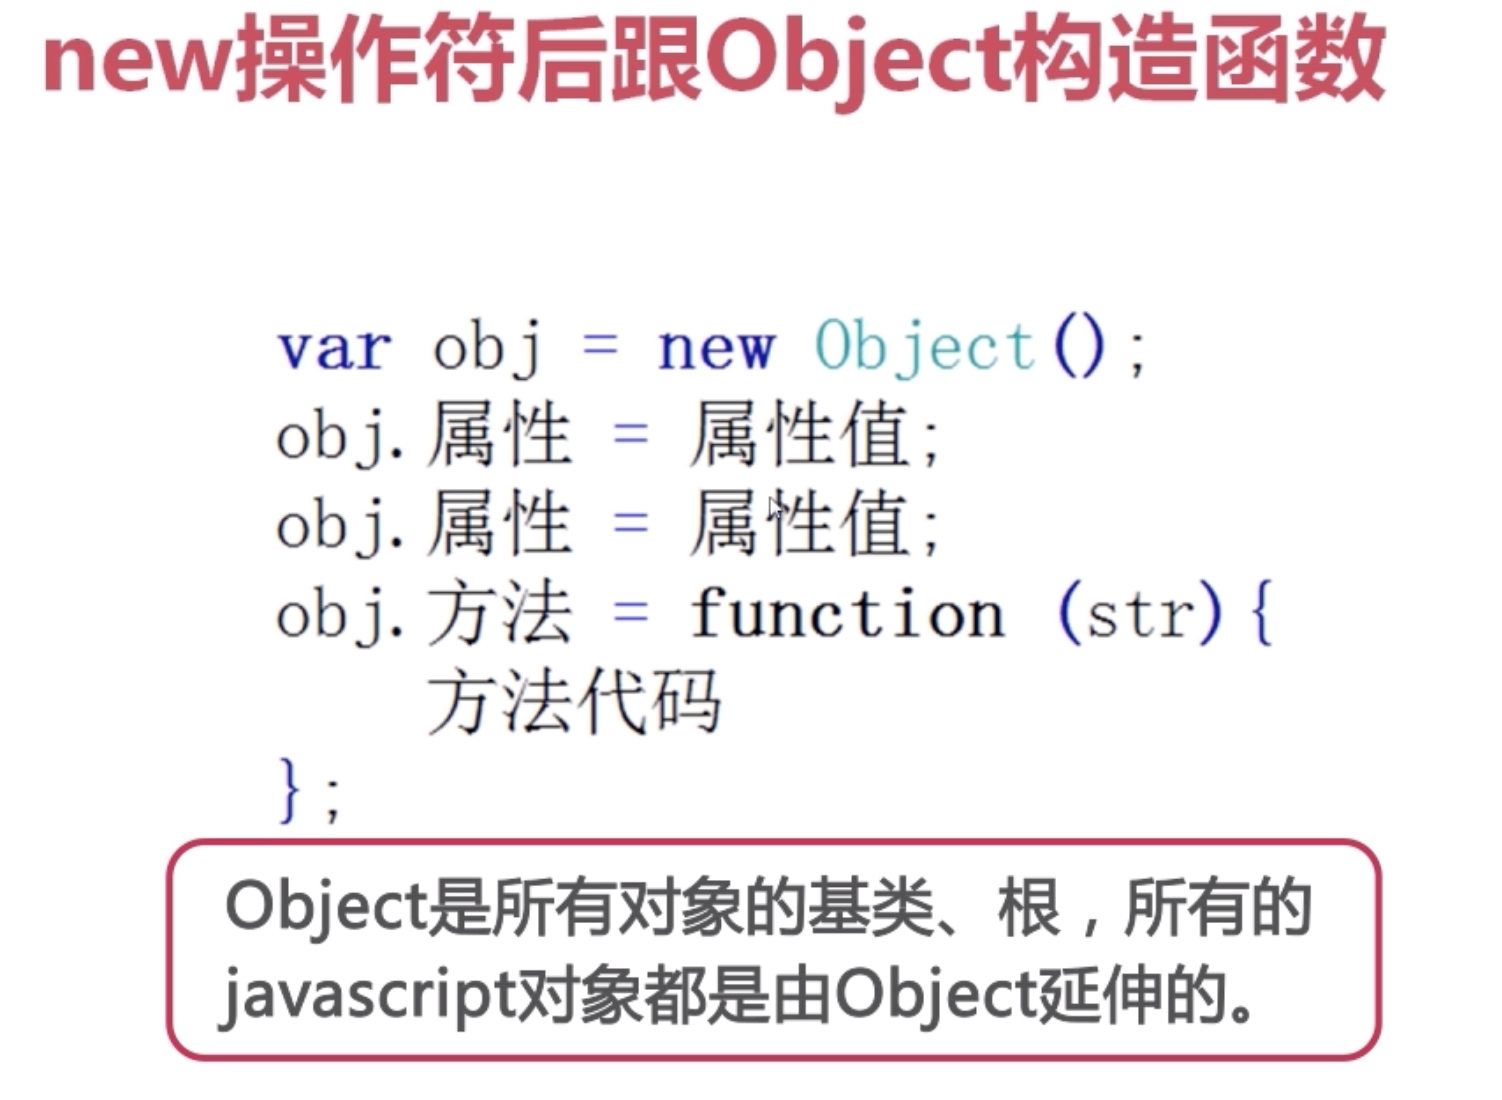 new操作符后跟Object构造函数
var obj = new Object();
obj.属性 = 属性值;
obj.属性 = 属性值;
obj.方法 = function (str){
方法代码
};
Object是所有对象的基类、根，所有的
javascript对象都是由Object延伸的。